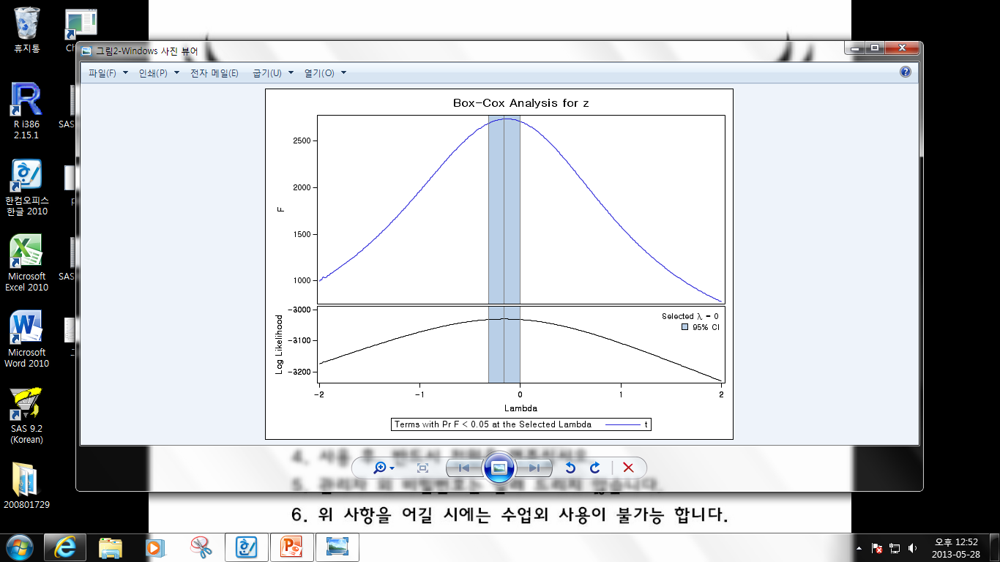 휴지통
Ch
R i386
2.15.1
SAS
한컴오피스
한글 2010
Microsoft
Excel 2010
SAS
Microsoft
Word 2010
SAS 9.2
(Korean)
200801729
그림2-Windows 사진 뷰어
파일(F)
인쇄(P)
전자 메일(E)
굽기(U)
열기(O)
Box-Cox Analysis for z
F
2500
2000
1500
1000
Log Likelihood
-3000
-3100
-3200
Selected λ = 0
95% CI
-2
-1
0
1
2
Lambda
Terms with Pr F < 0.05 at the Selected Lambda
t
4. 사용 후, 반드시
5. 관리자 외 비밀번호는 드리지 않습니다.
6. 위 사항을 어길 시에는 수업외 사용이 불가능 합니다.
오후 12:52
2013-05-28